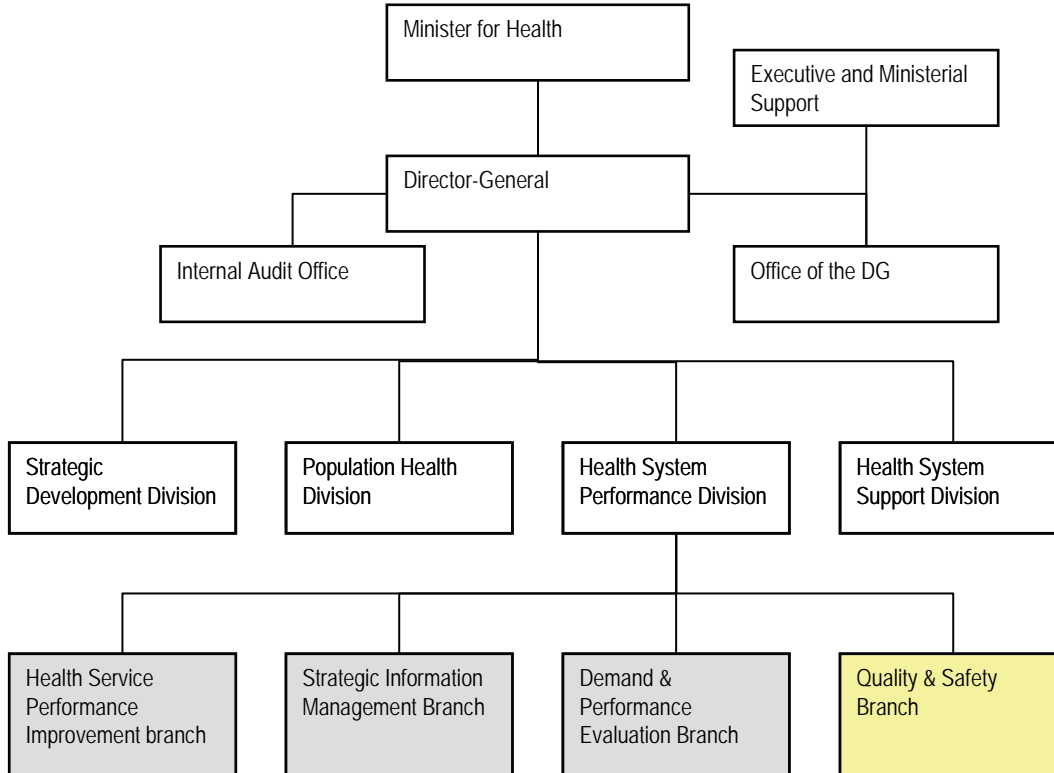 Minister for Health
Executive and Ministerial
Support
Director-General
Internal Audit Office
Office of the DG
Strategic
Development Division
Population Health
Division
Health System
Performance Division
Health System
Support Division
Health Service
Performance
Improvement branch
Strategic Information
Management Branch
Demand &
Performance
Evaluation Branch
Quality & Safety
Branch